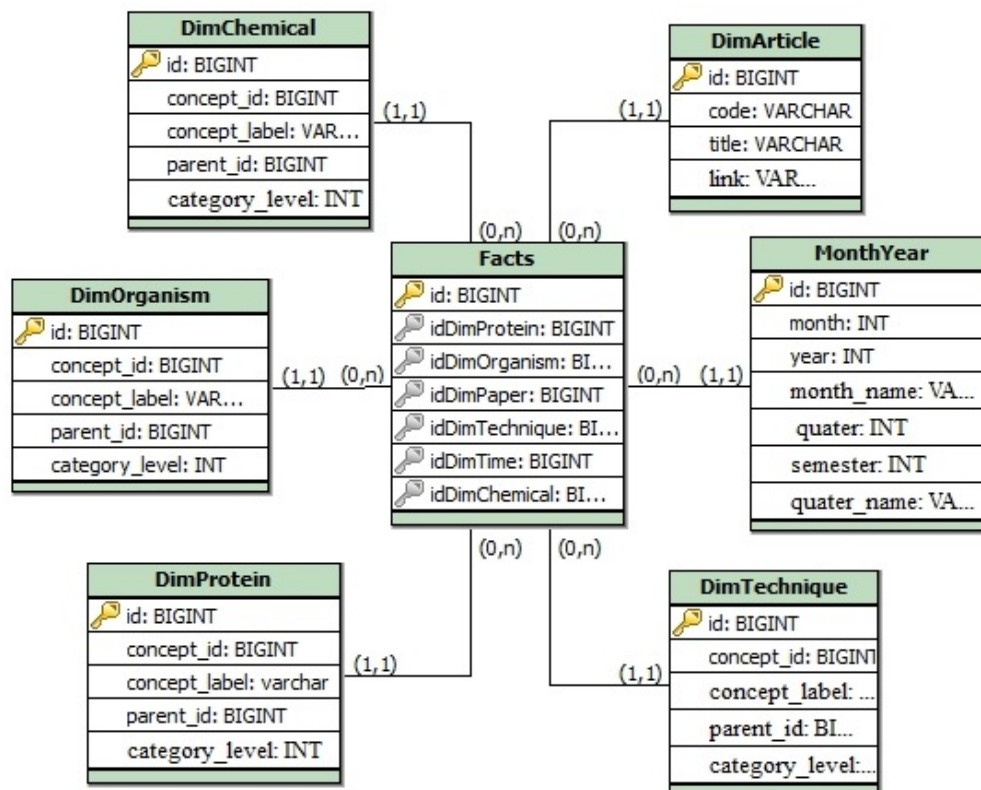 DimChemical
id: BIGINT
concept_id: BIGINT
concept_label: VAR...
parent_id: BIGINT
category_level: INT
(1,1)
(0,n)
DimArticle
id: BIGINT
code: VARCHAR
title: VARCHAR
link: VAR...
(1,1)
(0,n)
DimOrganism
id: BIGINT
concept_id: BIGINT
concept_label: VAR...
parent_id: BIGINT
category_level: INT
(1,1)
(0,n)
Facts
id: BIGINT
idDimProtein: BIGINT
idDimOrganism: BI...
idDimPaper: BIGINT
idDimTechnique: BI...
idDimTime: BIGINT
idDimChemical: BI...
(0,n)
(1,1)
MonthYear
id: BIGINT
month: INT
year: INT
month_name: VA...
quater: INT
semester: INT
quater_name: VA...
(0,n)
(0,n)
DimProtein
id: BIGINT
concept_id: BIGINT
concept_label: varchar
parent_id: BIGINT
category_level: INT
(1,1)
(1,1)
DimTechnique
id: BIGINT
concept_id: BIGINT
concept_label: ...
parent_id: BI...
category_level:...